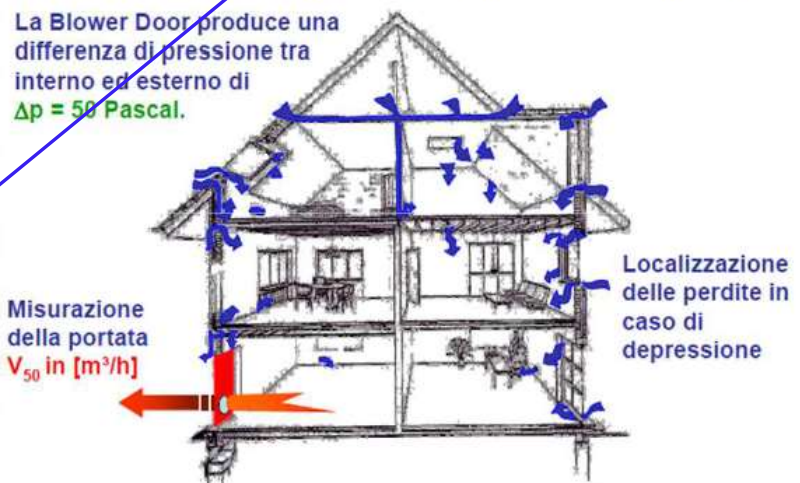 La Blower Door produce una
differenza di pressione tra
interno ed esterno di
Δp = 50 Pascal.
Misurazione
della portata
V₅₀ in [m³/h]
Localizzazione
delle perdite in
caso di
depressione